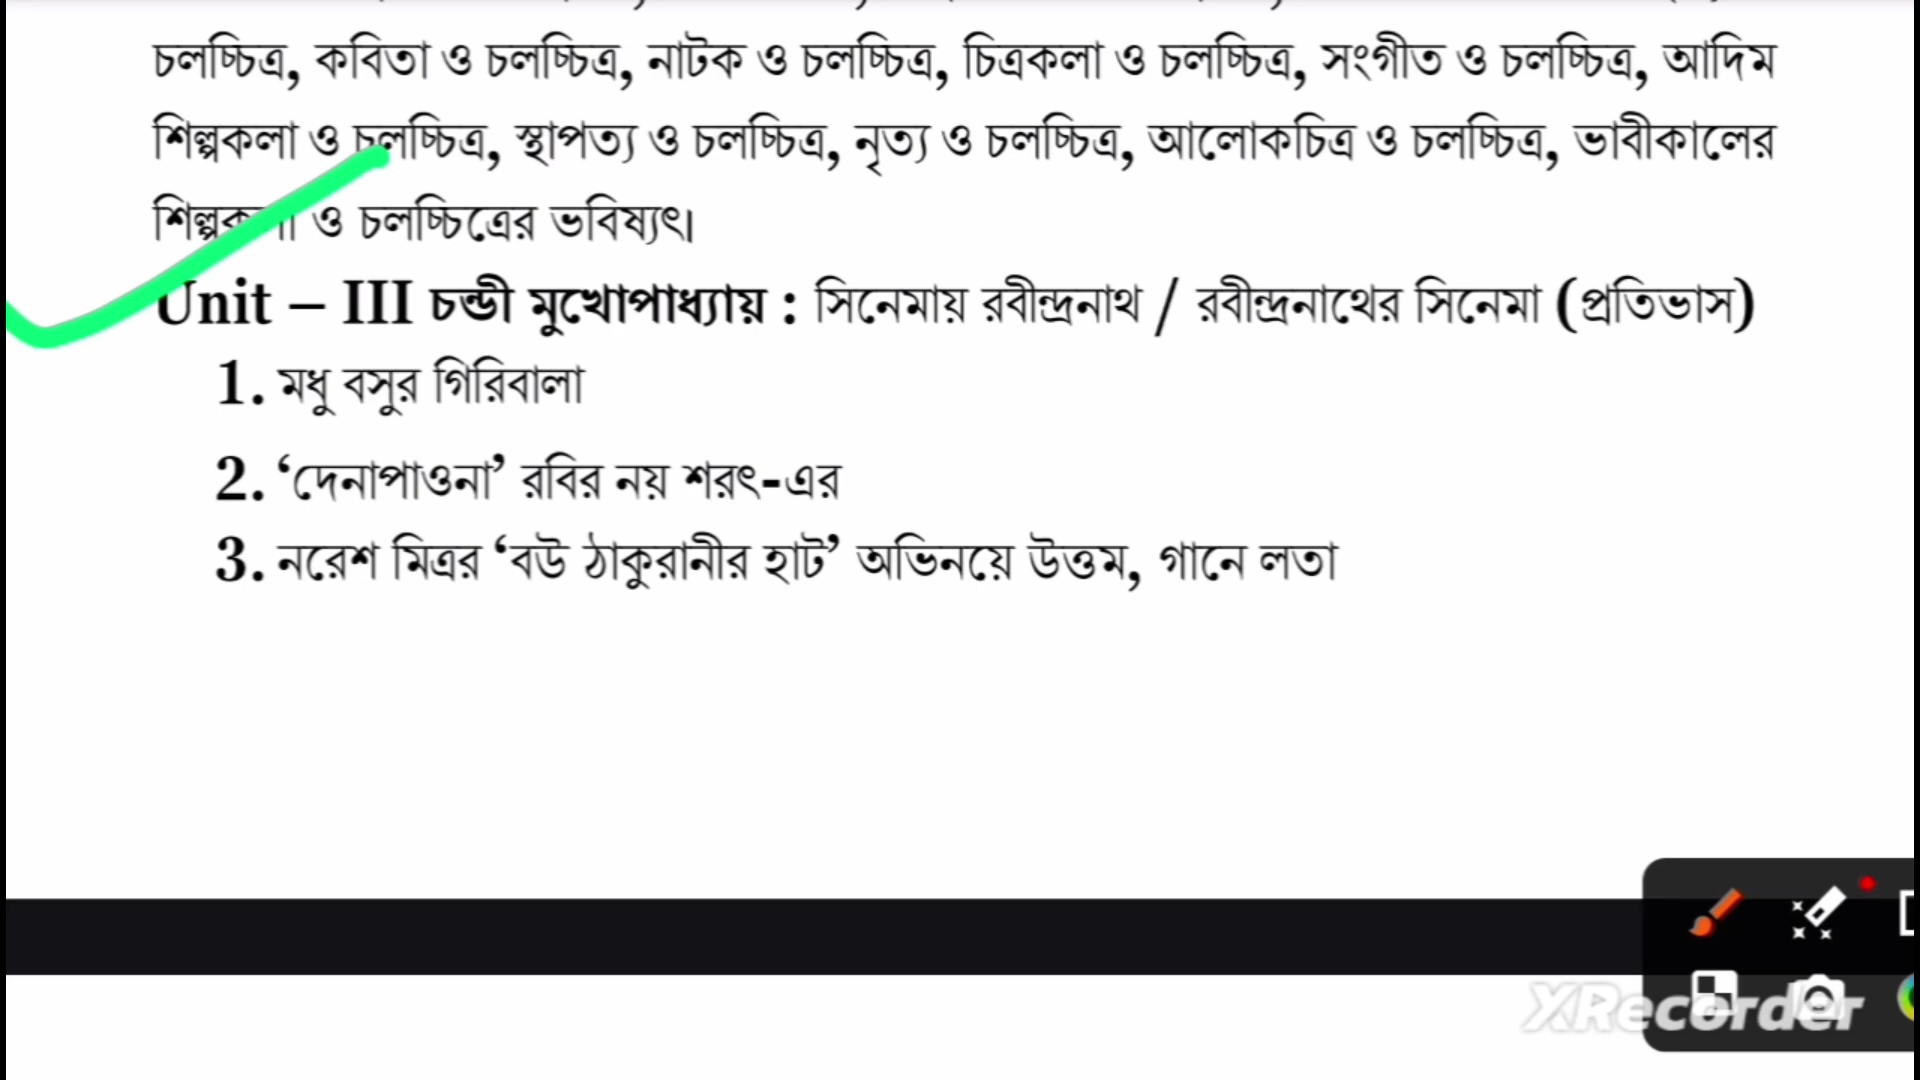 চলচ্চিত্র, কবিতা ও চলচ্চিত্র, নাটক ও চলচ্চিত্র, চিত্রকলা ও চলচ্চিত্র, সংগীত ও চলচ্চিত্র, আদিম
শিল্পকলা ও চলচ্চিত্র, স্থাপত্য ও চলচ্চিত্র, নৃত্য ও চলচ্চিত্র, আলোকচিত্র ও চলচ্চিত্র, ভাবীকালের
শিল্পকলা ও চলচ্চিত্রের ভবিষ্যৎ।
Unit – III চন্ডী মুখোপাধ্যায় : সিনেমায় রবীন্দ্রনাথ / রবীন্দ্রনাথের সিনেমা (প্রতিভাস)
1. মধু বসুর গিরিবালা
2. ‘দেনাপাওনা’ রবির নয় শরৎ-এর
3. নরেশ মিত্রর ‘বউ ঠাকুরানীর হাট’ অভিনয়ে উত্তম, গানে লতা
XRecorder